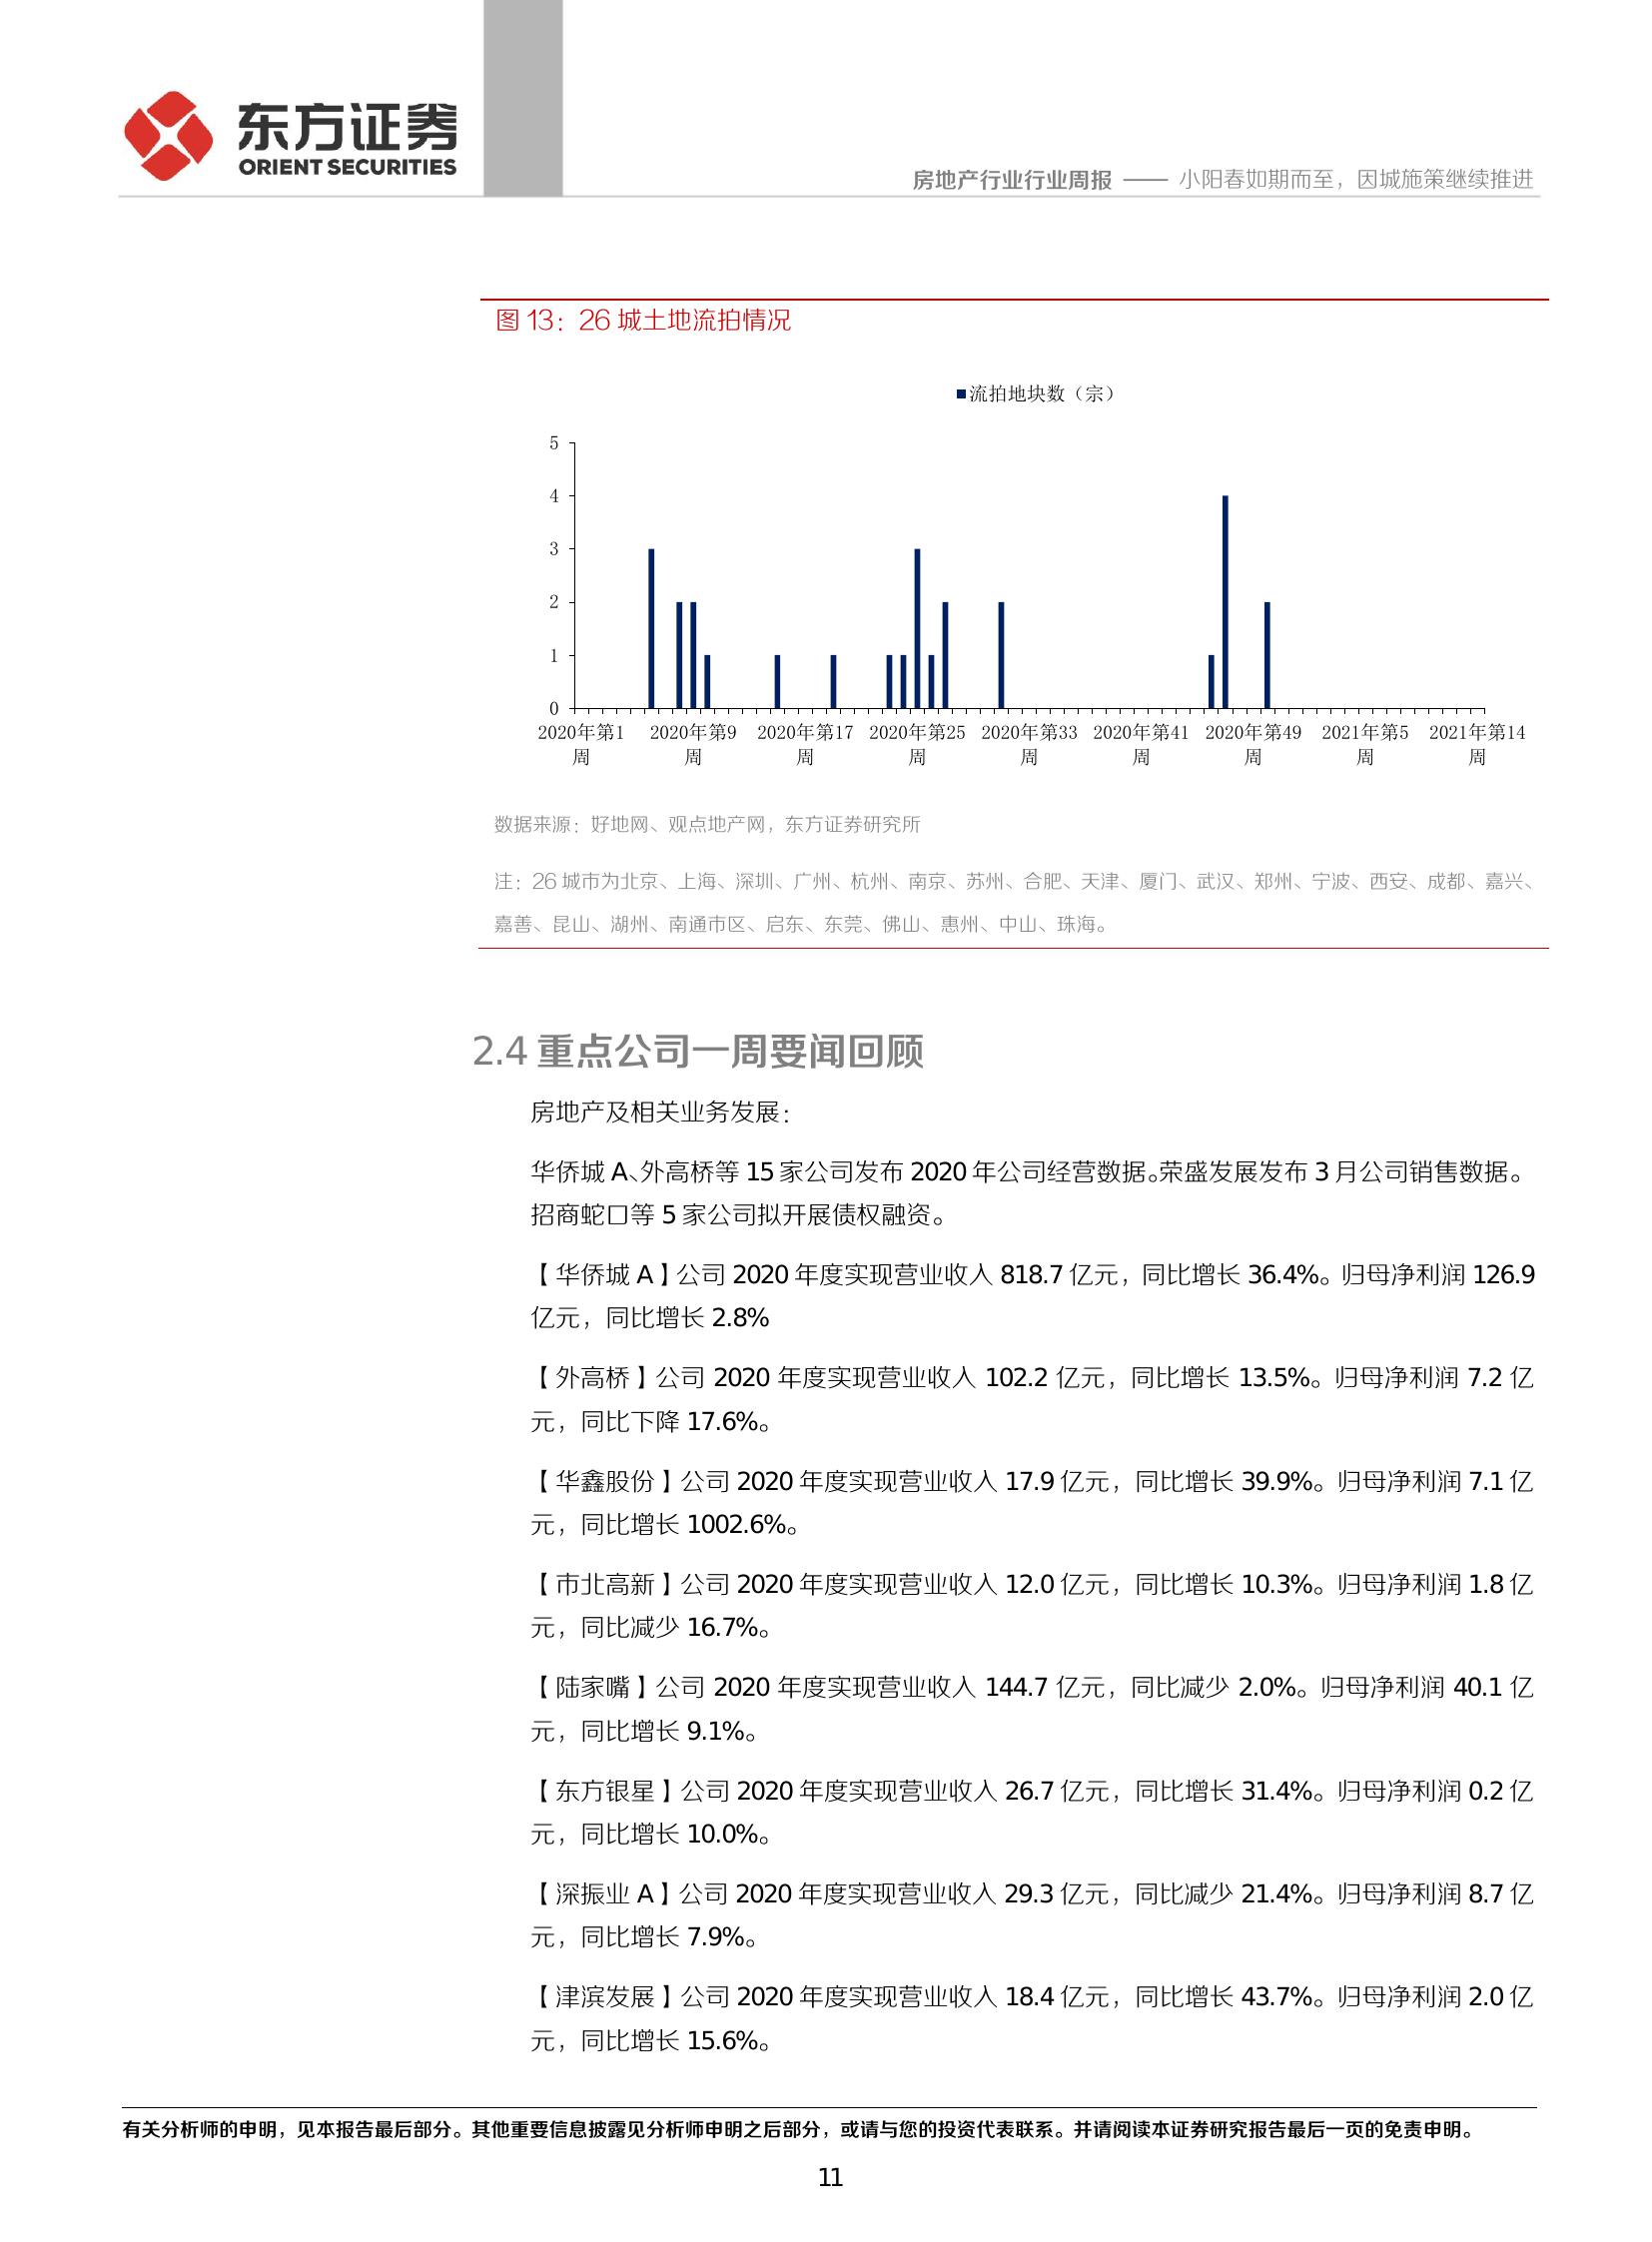 东方证券
ORIENT SECURITIES
房地产行业行业周报 —— 小阳春如期而至，因城施策继续推进
图 13：26 城土地流拍情况
流拍地块数（宗）
5
4
3
2
1
0
2020年第1周 2020年第9周 2020年第17周 2020年第25周 2020年第33周 2020年第41周 2020年第49周 2021年第5周 2021年第14周
数据来源：好地网、观点地产网，东方证券研究所
注：26 城市为北京、上海、深圳、广州、杭州、南京、苏州、合肥、天津、厦门、武汉、郑州、宁波、西安、成都、嘉兴、
嘉善、昆山、湖州、南通市区、启东、东莞、佛山、惠州、中山、珠海。
2.4 重点公司一周要闻回顾
房地产及相关业务发展：
华侨城 A、外高桥等 15 家公司发布 2020 年公司经营数据。荣盛发展发布 3 月公司销售数据。
招商蛇口等 5 家公司拟开展债权融资。
【华侨城 A】公司 2020 年度实现营业收入 818.7 亿元，同比增长 36.4%。归母净利润 126.9
亿元，同比增长 2.8%
【外高桥】公司 2020 年度实现营业收入 102.2 亿元，同比增长 13.5%。归母净利润 7.2 亿
元，同比下降 17.6%。
【华鑫股份】公司 2020 年度实现营业收入 17.9 亿元，同比增长 39.9%。归母净利润 7.1 亿
元，同比增长 1002.6%。
【市北高新】公司 2020 年度实现营业收入 12.0 亿元，同比增长 10.3%。归母净利润 1.8 亿
元，同比减少 16.7%。
【陆家嘴】公司 2020 年度实现营业收入 144.7 亿元，同比减少 2.0%。归母净利润 40.1 亿
元，同比增长 9.1%。
【东方银星】公司 2020 年度实现营业收入 26.7 亿元，同比增长 31.4%。归母净利润 0.2 亿
元，同比增长 10.0%。
【深振业 A】公司 2020 年度实现营业收入 29.3 亿元，同比减少 21.4%。归母净利润 8.7 亿
元，同比增长 7.9%。
【津滨发展】公司 2020 年度实现营业收入 18.4 亿元，同比增长 43.7%。归母净利润 2.0 亿
元，同比增长 15.6%。
有关分析师的申明，见本报告最后部分。其他重要信息披露见分析师申明之后部分，或请与您的投资代表联系。并请阅读本证券研究报告最后一页的免责申明。
11